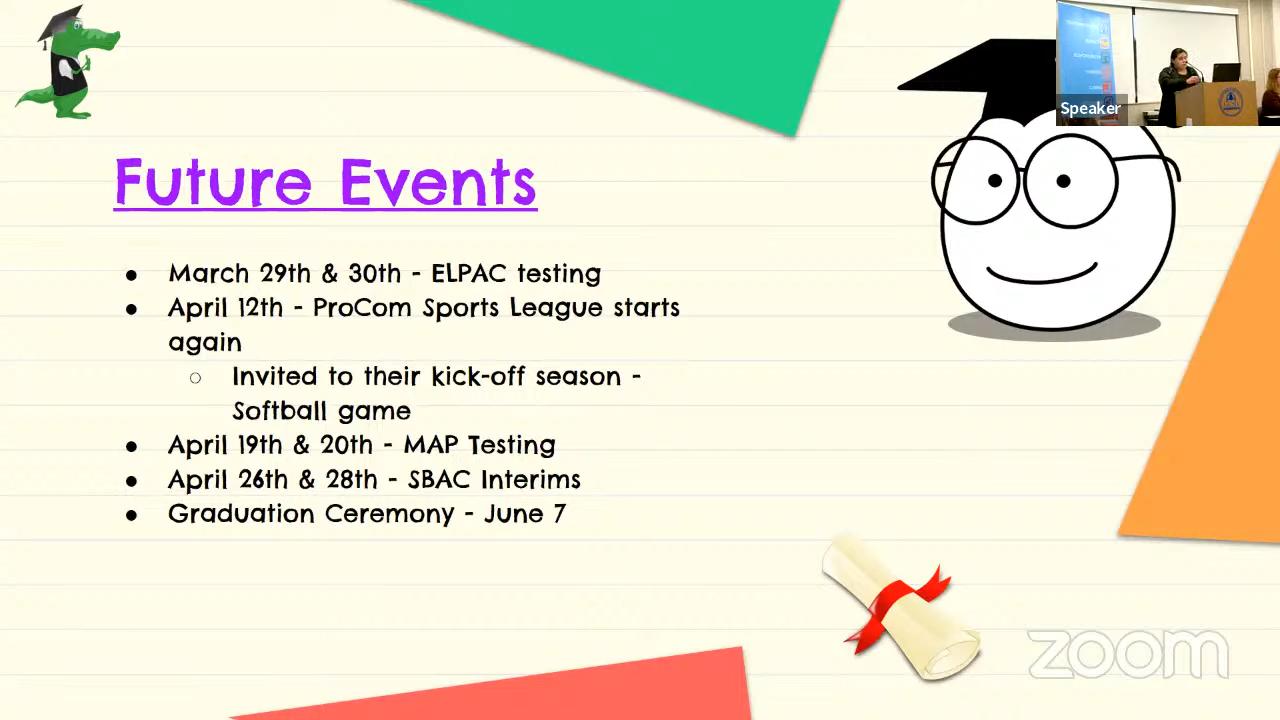 Speaker
Future Events
● March 29th & 30th - ELPAC testing
● April 12th - ProCom Sports League starts
again
○ Invited to their kick-off season -
Softball game
● April 19th & 20th - MAP Testing
● April 26th & 28th - SBAC Interims
● Graduation Ceremony - June 7
zoom